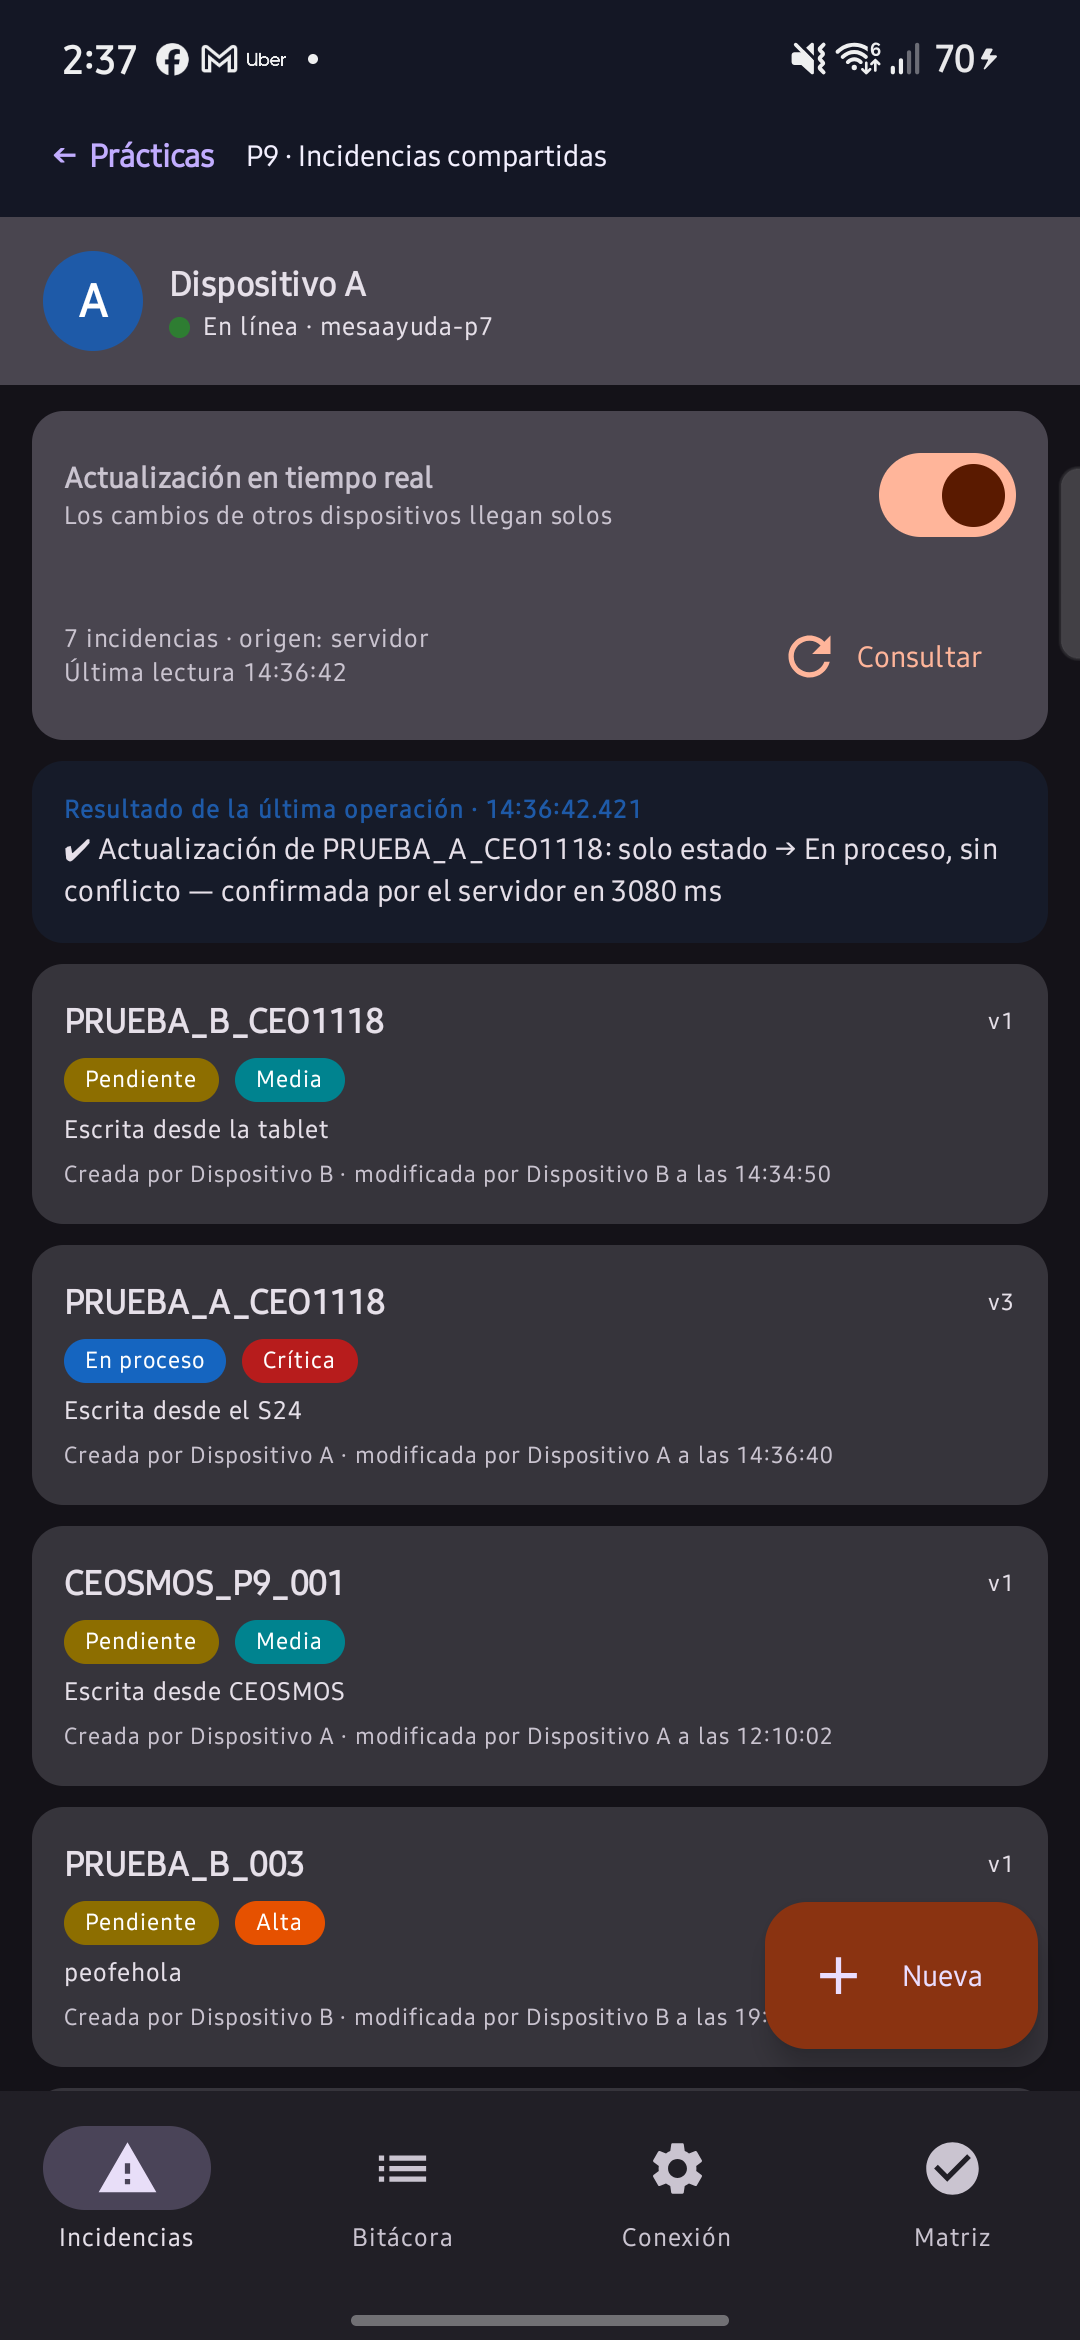 2:37 Uber 6 70
← Prácticas P9 · Incidencias compartidas
A
Dispositivo A
En línea · mesaayuda-p7
Actualización en tiempo real
Los cambios de otros dispositivos llegan solos
7 incidencias · origen: servidor
Última lectura 14:36:42
Consultar
Resultado de la última operación · 14:36:42.421
✔ Actualización de PRUEBA_A_CEO1118: solo estado → En proceso, sin
conflicto — confirmada por el servidor en 3080 ms
PRUEBA_B_CEO1118 v1
Pendiente Media
Escrita desde la tablet
Creada por Dispositivo B · modificada por Dispositivo B a las 14:34:50
PRUEBA_A_CEO1118 v3
En proceso Crítica
Escrita desde el S24
Creada por Dispositivo A · modificada por Dispositivo A a las 14:36:40
CEOSMOS_P9_001 v1
Pendiente Media
Escrita desde CEOSMOS
Creada por Dispositivo A · modificada por Dispositivo A a las 12:10:02
PRUEBA_B_003 v1
Pendiente Alta
peofehola
Creada por Dispositivo B · modificada por Dispositivo B a las 19:
Nueva
Incidencias Bitácora Conexión Matriz